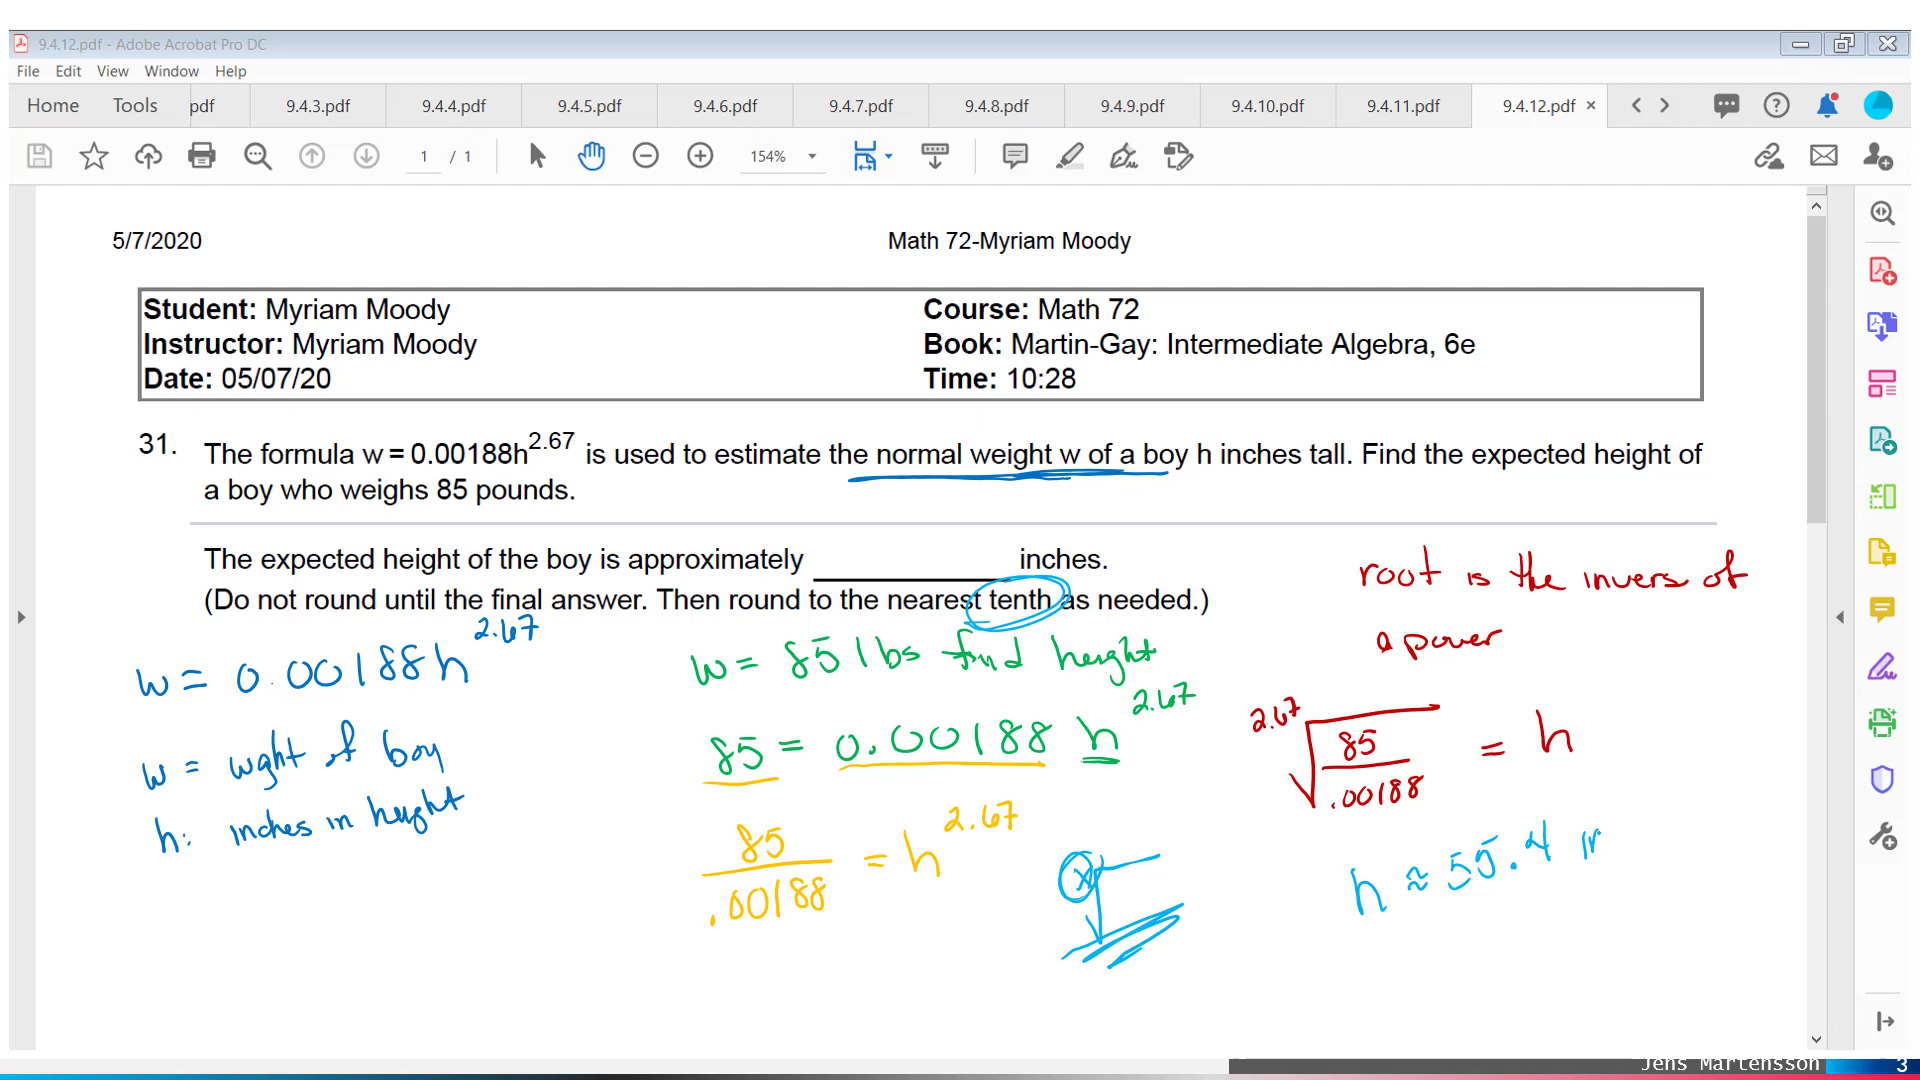 9.4.12.pdf - Adobe Acrobat Pro DC
File Edit View Window Help
Home Tools pdf 9.4.3.pdf 9.4.4.pdf 9.4.5.pdf 9.4.6.pdf 9.4.7.pdf 9.4.8.pdf 9.4.9.pdf 9.4.10.pdf 9.4.11.pdf 9.4.12.pdf ×
1 / 1 154%
5/7/2020 Math 72-Myriam Moody
Student: Myriam Moody Course: Math 72
Instructor: Myriam Moody Book: Martin-Gay: Intermediate Algebra, 6e
Date: 05/07/20 Time: 10:28
31. The formula w = 0.00188h^2.67 is used to estimate the normal weight w of a boy h inches tall. Find the expected height of
a boy who weighs 85 pounds.
The expected height of the boy is approximately ____________ inches.
(Do not round until the final answer. Then round to the nearest tenth as needed.)
root is the invers of
a power
w = 0.00188h^2.67
w = wght of boy
h: inches in height
w = 85 lbs find height
85 = 0.00188 h^2.67
85/.00188 = h^2.67
x
2.67√(85/.00188) = h
h ≈ 55.4 in
Jens Martensson 3